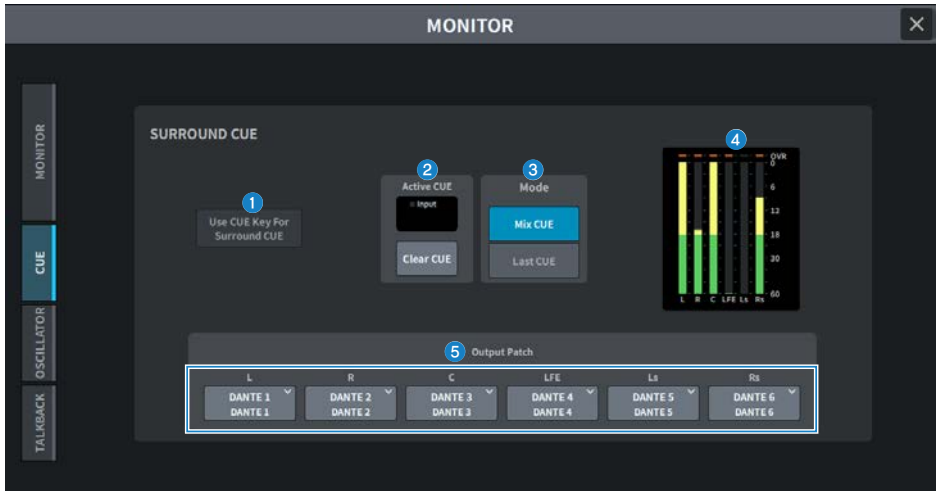 MONITOR
MONITOR
CUE
OSCILLATOR
TALKBACK
SURROUND CUE
1
Use CUE Key For
Surround CUE
2
Active CUE
Input
Clear CUE
3
Mode
Mix CUE
Last CUE
4
OVR
0
6
12
18
30
60
L R C LFE Ls Rs
5 Output Patch
L R C LFE Ls Rs
DANTE 1 DANTE 2 DANTE 3 DANTE 4 DANTE 5 DANTE 6
DANTE 1 DANTE 2 DANTE 3 DANTE 4 DANTE 5 DANTE 6